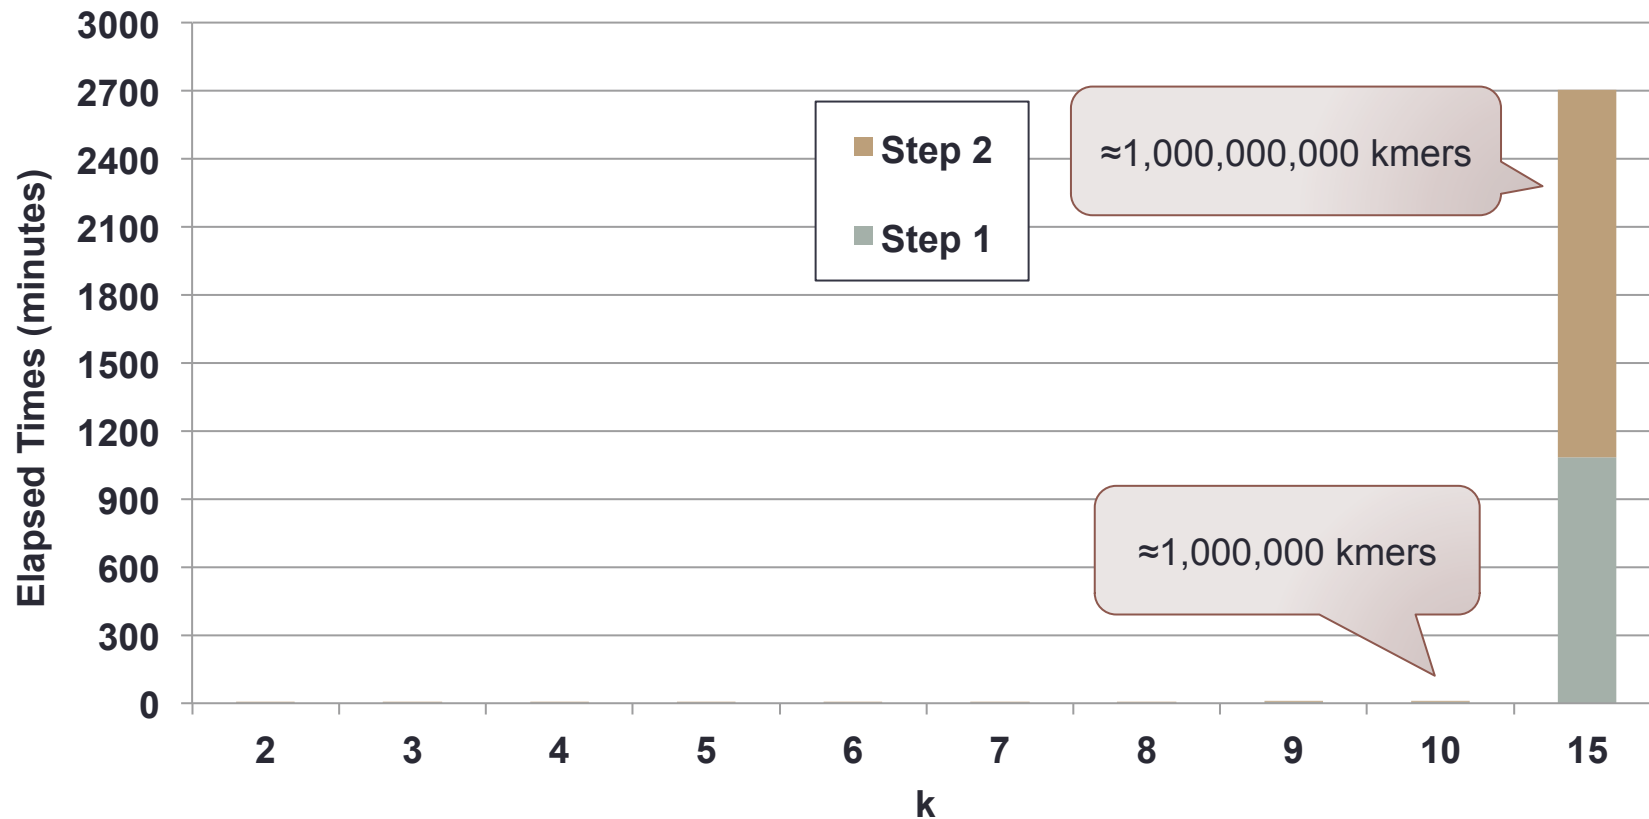 3000
2700
2400
2100
1800
1500
1200
900
600
300
0
Elapsed Times (minutes)
Step 2
Step 1
≈1,000,000,000 kmers
≈1,000,000 kmers
2 3 4 5 6 7 8 9 10 15
k